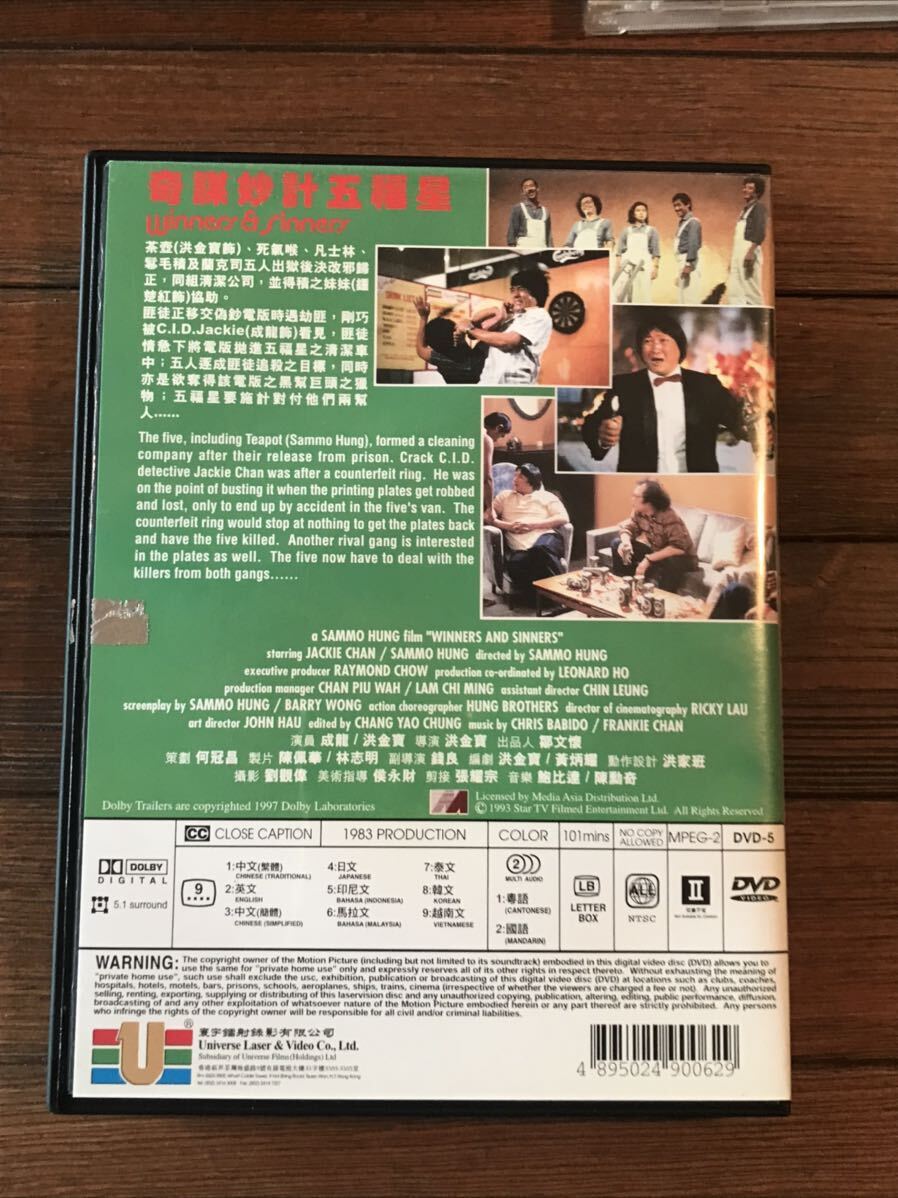 奇謀妙計五福星
Winners & Sinners
茶壺(洪金寶飾)、死氣喉、凡士林、
鬈毛積及蘭克司五人出獄後決改邪歸
正,同組清潔公司,並得積之妹妹(鍾
楚紅飾)協助。
匪徒正移交偽鈔電版時遇劫匪,剛巧
被C.I.D.Jackie(成龍飾)看見,匪徒
情急下將電版拋進五福星之清潔車
中;五人逐成匪徒追殺之目標,同時
亦是欲奪得該電版之黑幫巨頭之獵
物;五福星要施計對付他們兩幫
人......
The five, including Teapot (Sammo Hung), formed a cleaning
company after their release from prison. Crack C.I.D.
detective Jackie Chan was after a counterfeit ring. He was
on the point of busting it when the printing plates get robbed
and lost, only to end up by accident in the five's van. The
counterfeit ring would stop at nothing to get the plates back
and have the five killed. Another rival gang is interested
in the plates as well. The five now have to deal with the
killers from both gangs......
a SAMMO HUNG film "WINNERS AND SINNERS"
starring JACKIE CHAN / SAMMO HUNG directed by SAMMO HUNG
executive producer RAYMOND CHOW production co-ordinated by LEONARD HO
production manager CHAN PIU WAH / LAM CHI MING assistant director CHIN LEUNG
screenplay by SAMMO HUNG / BARRY WONG action choreographer HUNG BROTHERS director of cinematography RICKY LAU
art director JOHN HAU edited by CHANG YAO CHUNG music by CHRIS BABIDO / FRANKIE CHAN
演員 成龍/洪金寶 導演 洪金寶 出品人 鄒文懷
策劃 何冠昌 製片 陳佩華/林志明 副導演 錢良 編劇 洪金寶/黃炳耀 動作設計 洪家班
攝影 劉觀偉 美術指導 侯永財 剪接 張耀宗 音樂 鮑比達/陳勳奇
Dolby Trailers are copyrighted 1997 Dolby Laboratories
Licensed by Media Asia Distribution Ltd.
© 1993 Star TV Filmed Entertainment Ltd. All Rights Reserved
CC CLOSE CAPTION 1983 PRODUCTION COLOR 101mins NO COPY ALLOWED MPEG-2 DVD-5
DOLBY
DIGITAL
5.1 surround
9
1:中文(繁體) 4:日文 7:泰文
CHINESE (TRADITIONAL) JAPANESE THAI
2:英文 5:印尼文 8:韓文
ENGLISH BAHASA (INDONESIA) KOREAN
3:中文(簡體) 6:馬拉文 9:越南文
CHINESE (SIMPLIFIED) BAHASA (MALAYSIA) VIETNAMESE
2
MULTI AUDIO
1:粵語
(CANTONESE)
2:國語
(MANDARIN)
LB
LETTER
BOX
ALL
NTSC
II
DVD
VIDEO
WARNING: The copyright owner of the Motion Picture (including but not limited to its soundtrack) embodied in this digital video disc (DVD) allows you to
use the same for "private home use" only and expressly reserves all of its other rights in respect thereto. Without exhausting the meaning of
"private home use", such use shall exclude the use, exhibition, publication or broadcasting of this digital video disc (DVD) at locations such as clubs, coaches,
hospitals, hotels, motels, bars, prisons, schools, aeroplanes, ships, trains, cinema (irrespective of whether the viewers are charged a fee or not). Any unauthorized
selling, renting, exporting, supplying or distributing of this laservision disc and any unauthorized copying, publication, altering, editing, public performance, diffusion,
broadcasting of and any other exploitation of whatsoever nature of the Motion Picture embodied herein or any part thereof are strictly prohibited. Any persons
who infringe the rights of the copyright owner will be responsible for all civil and/or criminal liabilities.
®
寰宇鐳射錄影有限公司
Universe Laser & Video Co., Ltd.
Subsidiary of Universe Films (Holdings) Ltd
4 895024 900629